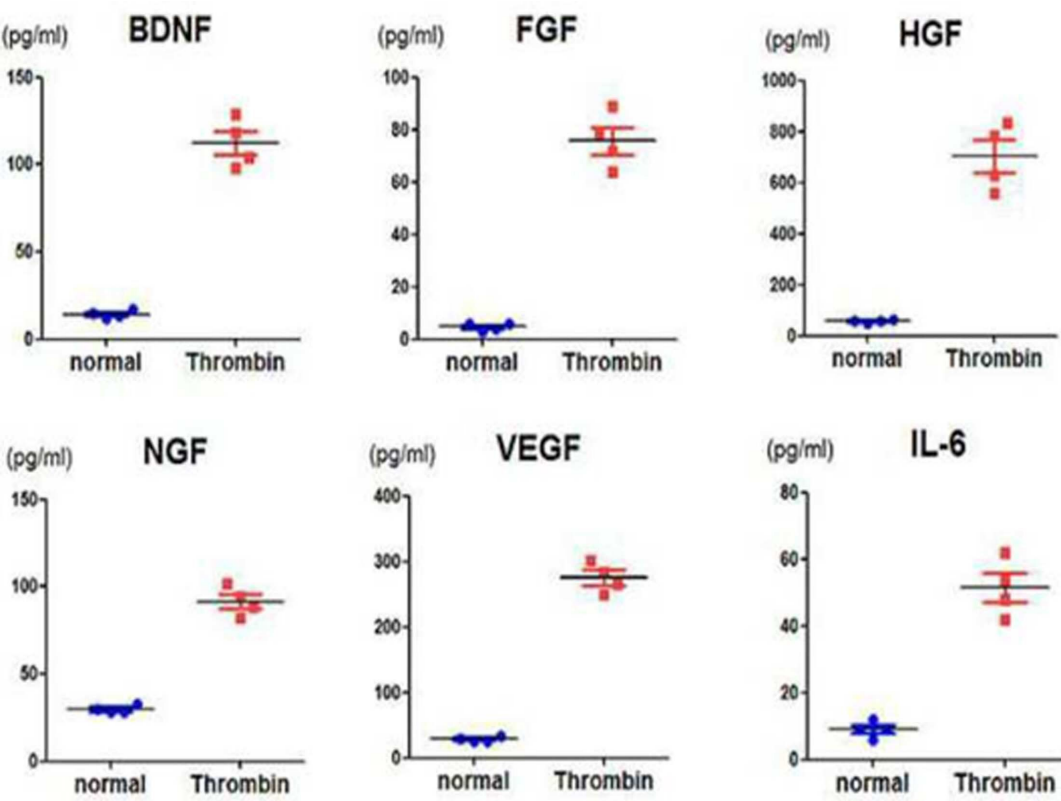 (pg/ml) BDNF
150
100
50
0
normal Thrombin
(pg/ml) FGF
100
80
60
40
20
0
normal Thrombin
(pg/ml) HGF
1000
800
600
400
200
0
normal Thrombin
(pg/ml) NGF
150
100
50
0
normal Thrombin
(pg/ml) VEGF
400
300
200
100
0
normal Thrombin
(pg/ml) IL-6
80
60
40
20
0
normal Thrombin